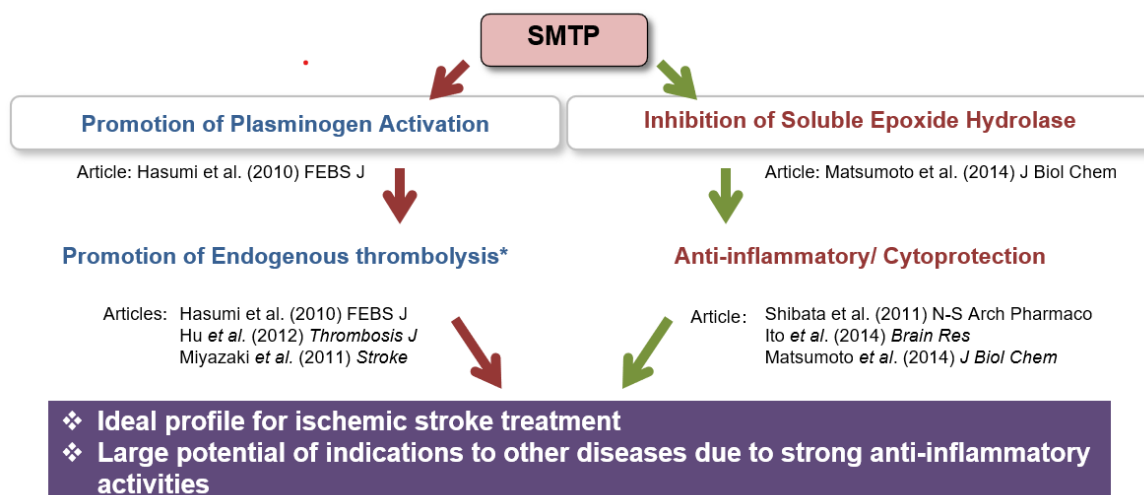 SMTP
Promotion of Plasminogen Activation
Inhibition of Soluble Epoxide Hydrolase
Article: Hasumi et al. (2010) FEBS J
Article: Matsumoto et al. (2014) J Biol Chem
Promotion of Endogenous thrombolysis*
Anti-inflammatory/ Cytoprotection
Articles: Hasumi et al. (2010) FEBS J
Hu et al. (2012) Thrombosis J
Miyazaki et al. (2011) Stroke
Article: Shibata et al. (2011) N-S Arch Pharmaco
Ito et al. (2014) Brain Res
Matsumoto et al. (2014) J Biol Chem
❖ Ideal profile for ischemic stroke treatment
❖ Large potential of indications to other diseases due to strong anti-inflammatory
activities